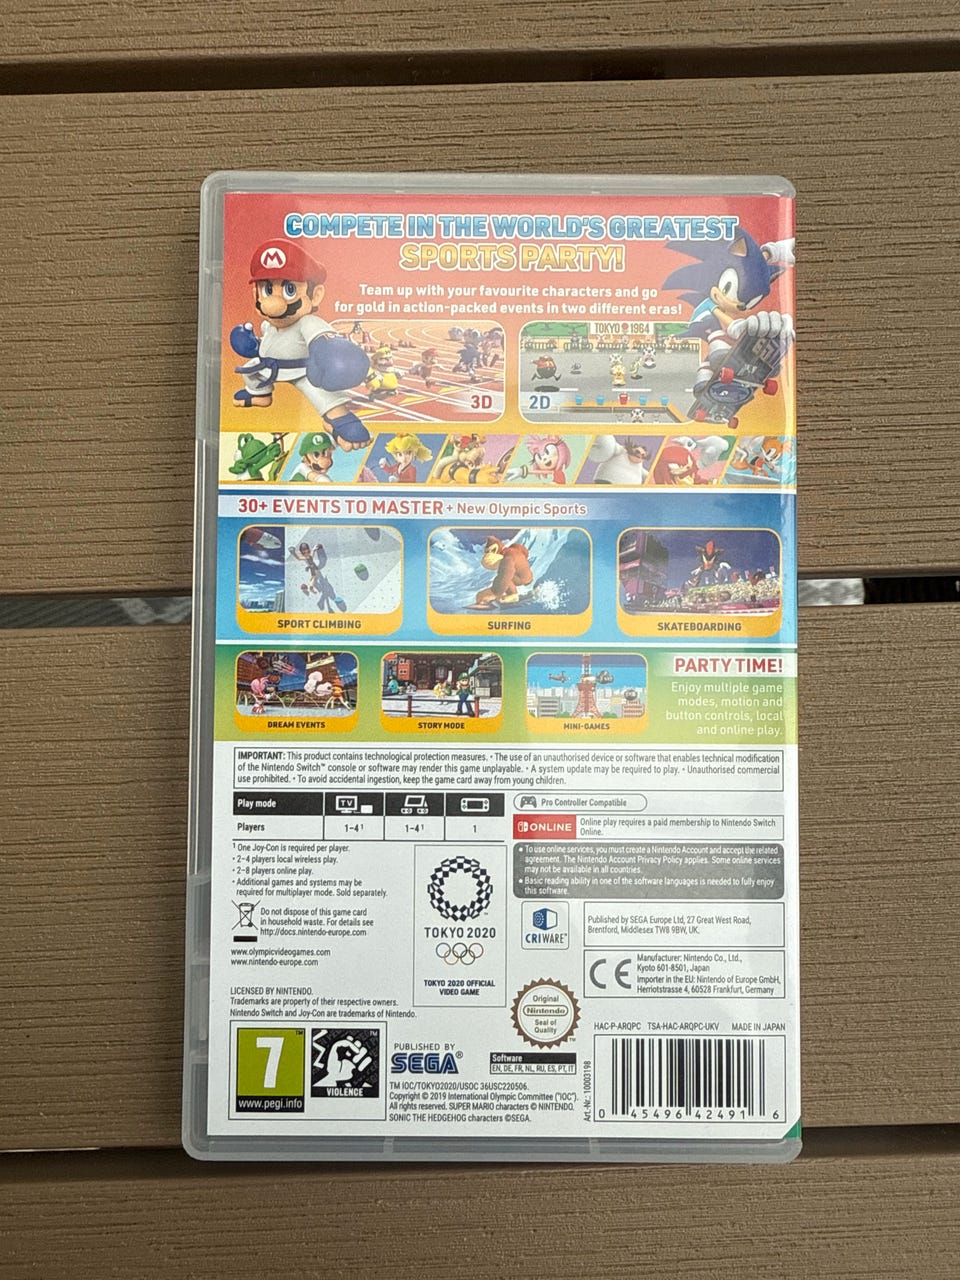 COMPETE IN THE WORLD'S GREATEST
SPORTS PARTY!
Team up with your favourite characters and go
for gold in action-packed events in two different eras!
M
TOKYO 1964
3D
2D
30+ EVENTS TO MASTER + New Olympic Sports
SPORT CLIMBING
SURFING
SKATEBOARDING
DREAM EVENTS
STORY MODE
MINI-GAMES
PARTY TIME!
Enjoy multiple game
modes, motion and
button controls, local
and online play.
IMPORTANT: This product contains technological protection measures. • The use of an unauthorised device or software that enables technical modification
of the Nintendo Switch™ console or software may render this game unplayable. • A system update may be required to play. • Unauthorised commercial
use prohibited. • To avoid accidental ingestion, keep the game card away from young children.
Play mode
TV
Players
1-4¹
1-4¹
1
Pro Controller Compatible
ONLINE
Online play requires a paid membership to Nintendo Switch
Online.
¹ One Joy-Con is required per player.
• 2–4 players local wireless play.
• 2–8 players online play.
• Additional games and systems may be
required for multiplayer mode. Sold separately.
• To use online services, you must create a Nintendo Account and accept the related
agreement. The Nintendo Account Privacy Policy applies. Some online services
may not be available in all countries.
• Basic reading ability in one of the software languages is needed to fully enjoy
this software.
Do not dispose of this game card
in household waste. For details see
http://docs.nintendo-europe.com
www.olympicvideogames.com
www.nintendo-europe.com
TOKYO 2020
TOKYO 2020 OFFICIAL
VIDEO GAME
CRIWARE™
Published by SEGA Europe Ltd, 27 Great West Road,
Brentford, Middlesex TW8 9BW, UK.
CE
Manufacturer: Nintendo Co., Ltd.,
Kyoto 601-8501, Japan
Importer in the EU: Nintendo of Europe GmbH,
Herriotstrasse 4, 60528 Frankfurt, Germany
LICENSED BY NINTENDO.
Trademarks are property of their respective owners.
Nintendo Switch and Joy-Con are trademarks of Nintendo.
Original
Nintendo
Seal of
Quality
™
HAC-P-ARQPC TSA-HAC-ARQPC-UKV MADE IN JAPAN
7
™
www.pegi.info
™
VIOLENCE
PUBLISHED BY
SEGA®
Software
EN, DE, FR, NL, RU, ES, PT, IT
TM IOC/TOKYO2020/USOC 36USC220506.
Copyright © 2019 International Olympic Committee ("IOC").
All rights reserved. SUPER MARIO characters © NINTENDO.
SONIC THE HEDGEHOG characters ©SEGA.
Art.-Nr.: 10003198
0 45496 42491 6